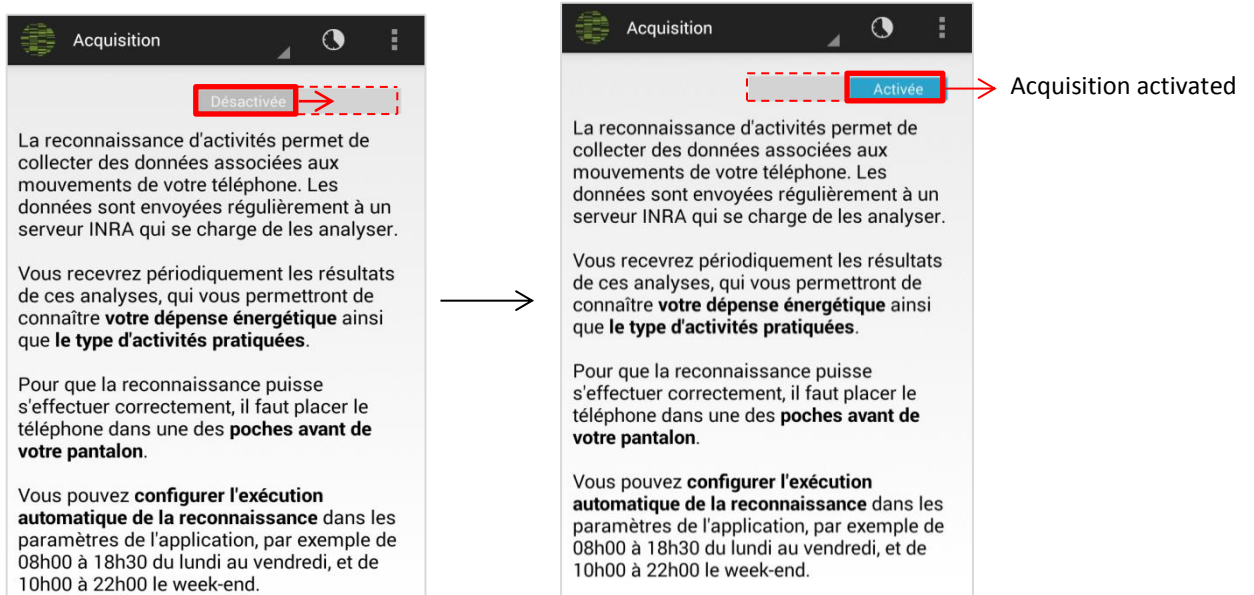 Acquisition
Désactivée
La reconnaissance d'activités permet de
collecter des données associées aux
mouvements de votre téléphone. Les
données sont envoyées régulièrement à un
serveur INRA qui se charge de les analyser.
Vous recevrez périodiquement les résultats
de ces analyses, qui vous permettront de
connaître votre dépense énergétique ainsi
que le type d'activités pratiquées.
Pour que la reconnaissance puisse
s'effectuer correctement, il faut placer le
téléphone dans une des poches avant de
votre pantalon.
Vous pouvez configurer l'exécution
automatique de la reconnaissance dans les
paramètres de l'application, par exemple de
08h00 à 18h30 du lundi au vendredi, et de
10h00 à 22h00 le week-end.
Acquisition
Activée
Acquisition activated
La reconnaissance d'activités permet de
collecter des données associées aux
mouvements de votre téléphone. Les
données sont envoyées régulièrement à un
serveur INRA qui se charge de les analyser.
Vous recevrez périodiquement les résultats
de ces analyses, qui vous permettront de
connaître votre dépense énergétique ainsi
que le type d'activités pratiquées.
Pour que la reconnaissance puisse
s'effectuer correctement, il faut placer le
téléphone dans une des poches avant de
votre pantalon.
Vous pouvez configurer l'exécution
automatique de la reconnaissance dans les
paramètres de l'application, par exemple de
08h00 à 18h30 du lundi au vendredi, et de
10h00 à 22h00 le week-end.